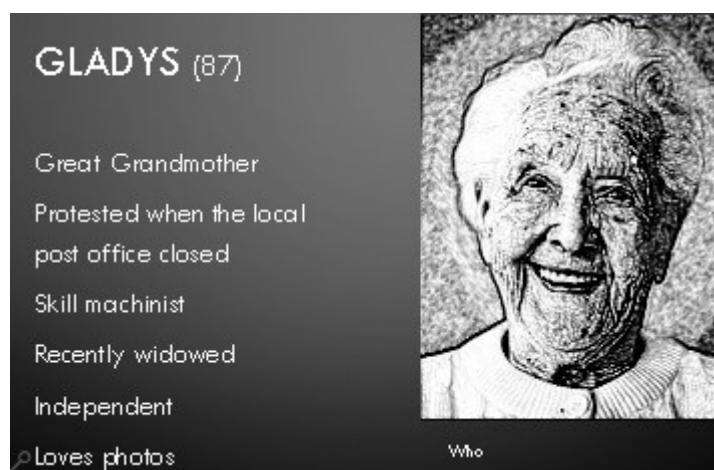 GLADYS (87)
Great Grandmother
Protested when the local
post office closed
Skill machinist
Recently widowed
Independent
Loves photos
Who